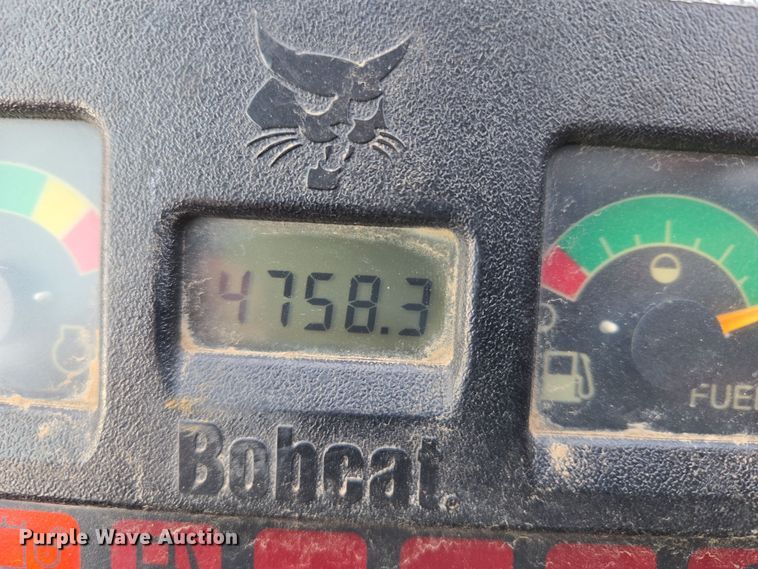 4758.3
FUEL
Bobcat®
Purple Wave Auction